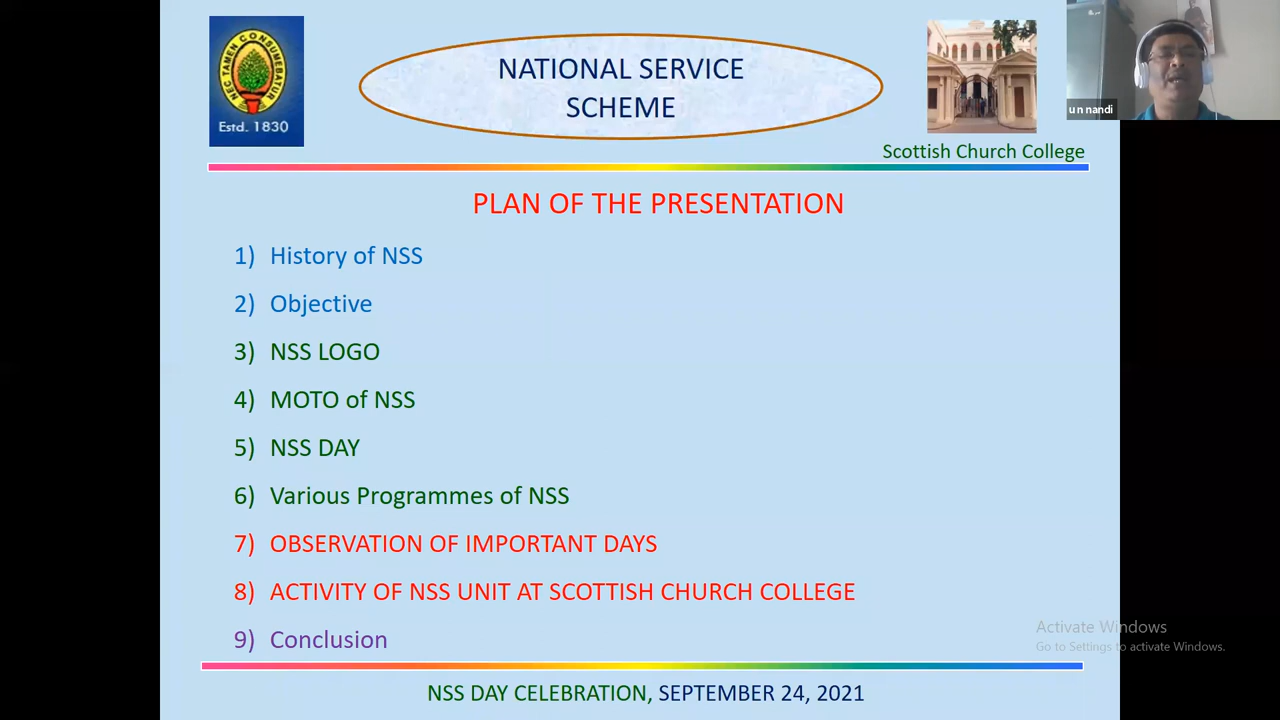 NEC TAMEN CONSUMEBATUR
Estd. 1830
NATIONAL SERVICE
SCHEME
u n nandi
Scottish Church College
PLAN OF THE PRESENTATION
1) History of NSS
2) Objective
3) NSS LOGO
4) MOTO of NSS
5) NSS DAY
6) Various Programmes of NSS
7) OBSERVATION OF IMPORTANT DAYS
8) ACTIVITY OF NSS UNIT AT SCOTTISH CHURCH COLLEGE
9) Conclusion
Activate Windows
Go to Settings to activate Windows.
NSS DAY CELEBRATION, SEPTEMBER 24, 2021